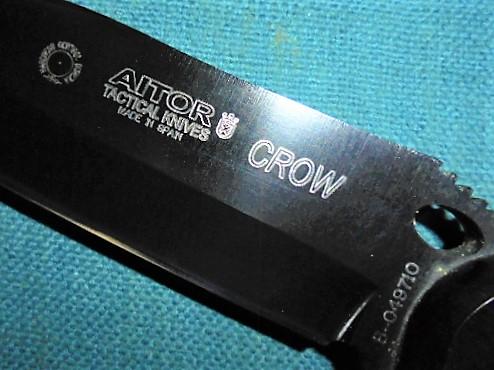 AITOR
TACTICAL KNIVES
MADE IN SPAIN
CROW
B-049710